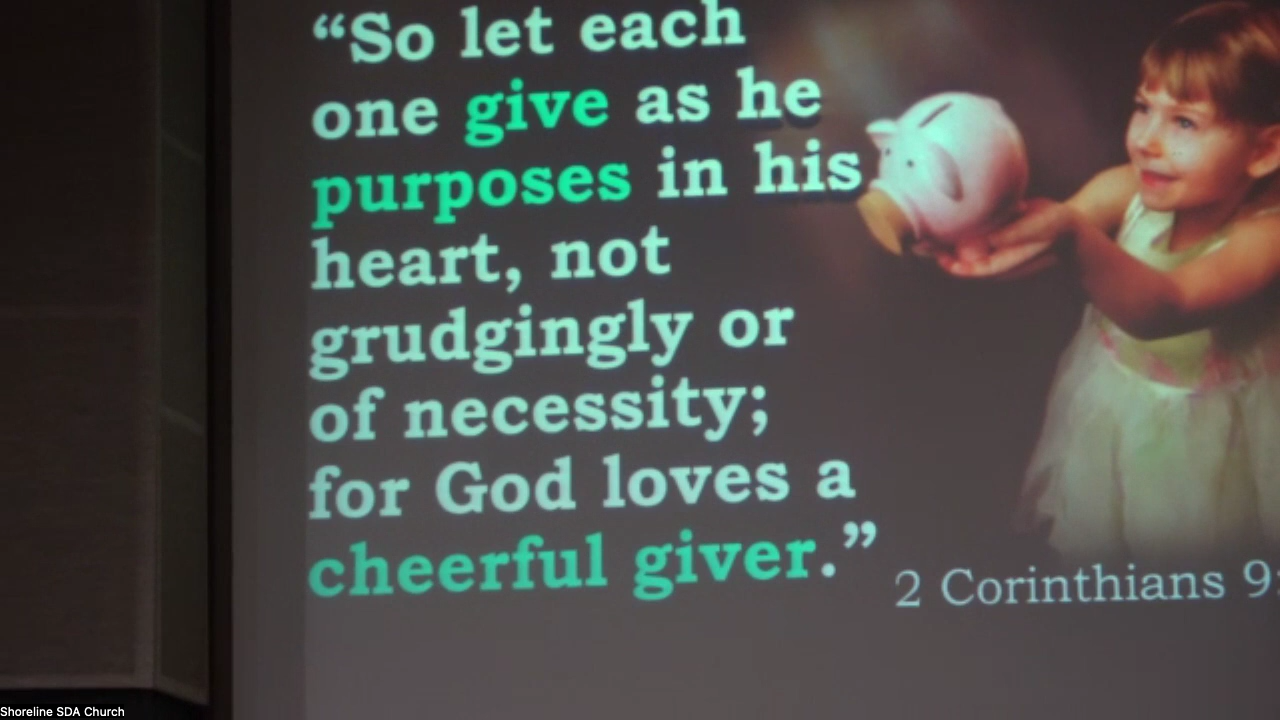 “So let each
one give as he
purposes in his
heart, not
grudgingly or
of necessity;
for God loves a
cheerful giver.”
2 Corinthians 9:
Shoreline SDA Church